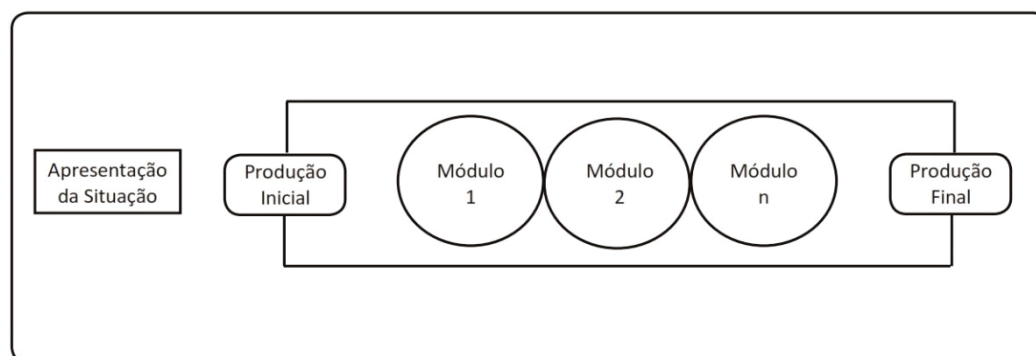 Apresentação
da Situação
Produção
Inicial
Módulo
1
Módulo
2
Módulo
n
Produção
Final